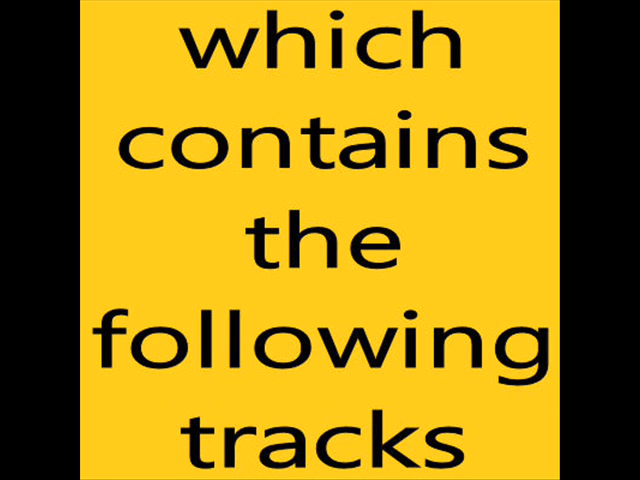 which
contains
the
following
tracks